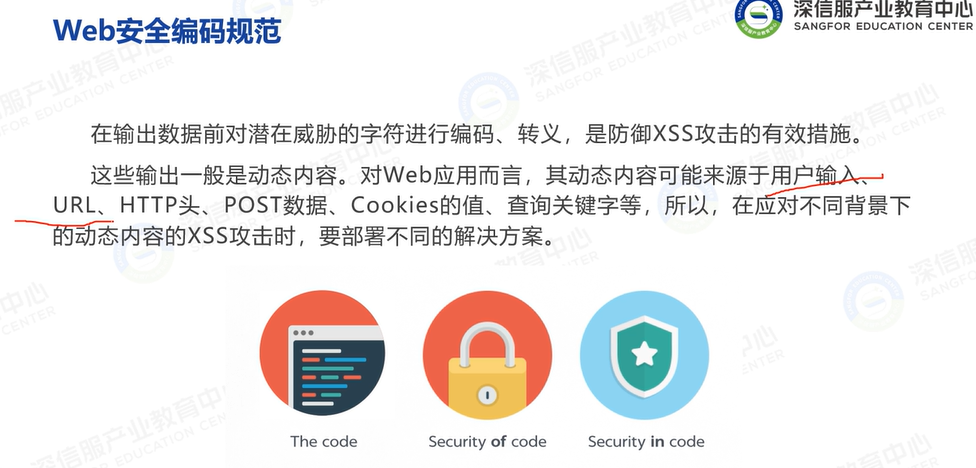 Web安全编码规范
深信服产业教育中心
SANGFOR EDUCATION CENTER
在输出数据前对潜在威胁的字符进行编码、转义，是防御XSS攻击的有效措施。
这些输出一般是动态内容。对Web应用而言，其动态内容可能来源于用户输入、
URL、HTTP头、POST数据、Cookies的值、查询关键字等，所以，在应对不同背景下
的动态内容的XSS攻击时，要部署不同的解决方案。
The code
Security of code
Security in code